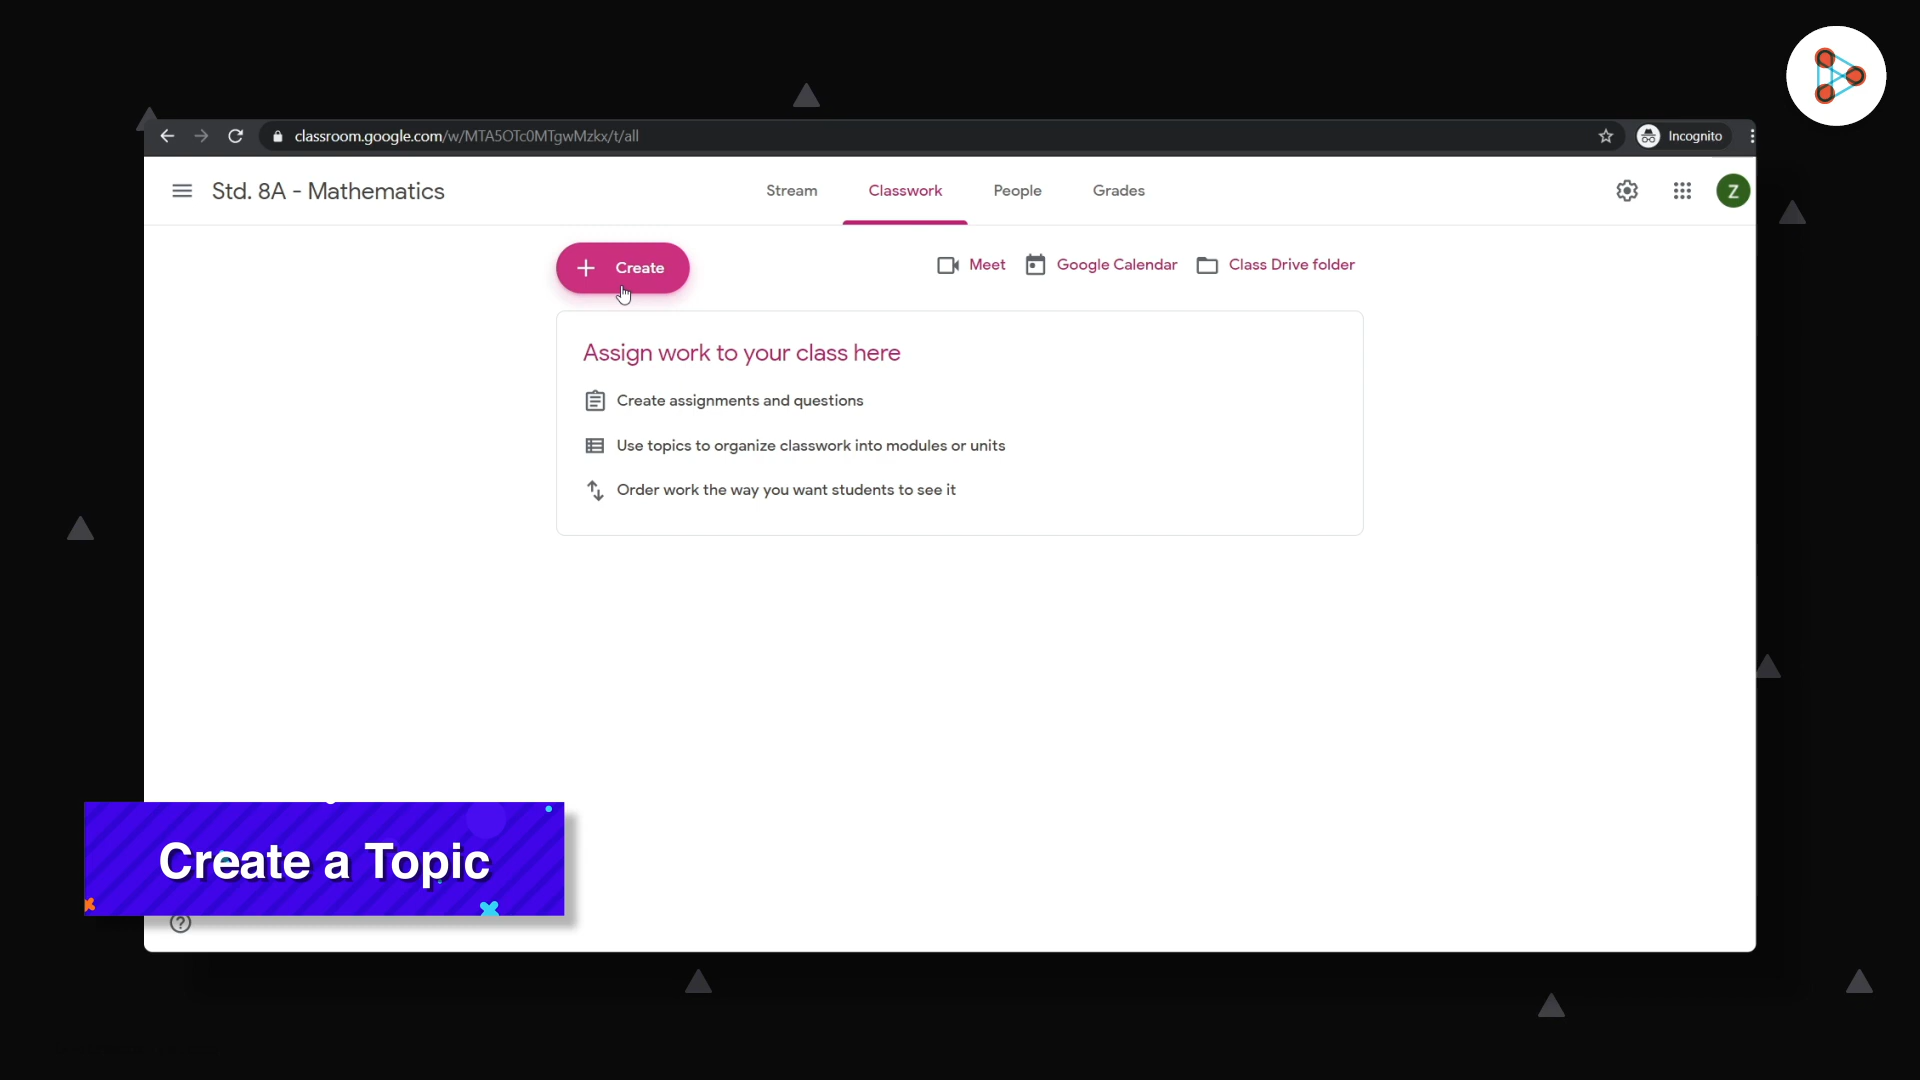 classroom.google.com/w/MTA5OTc0MTgwMzkx/t/all
Incognito
Std. 8A - Mathematics
Stream
Classwork
People
Grades
Z
Create
Meet
Google Calendar
Class Drive folder
Assign work to your class here
Create assignments and questions
Use topics to organize classwork into modules or units
Order work the way you want students to see it
Create a Topic